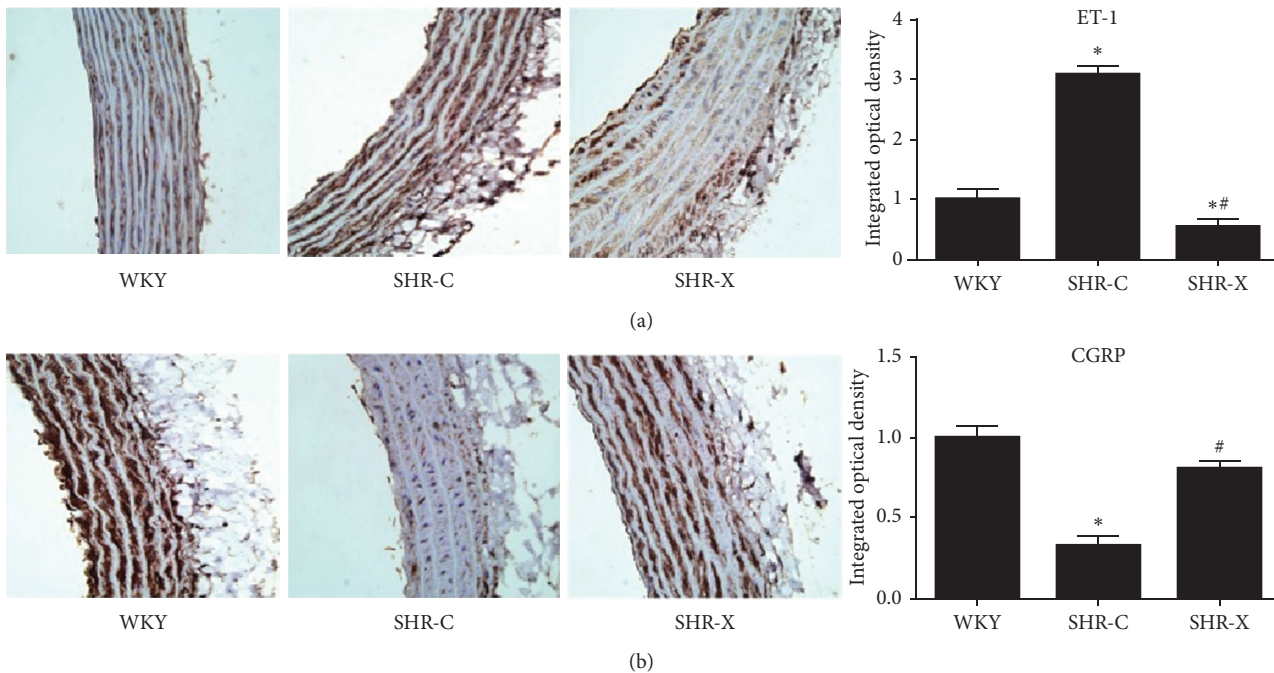 WKY
SHR-C
SHR-X
ET-1
Integrated optical density
4
3
2
1
0
*
*#
WKY
SHR-C
SHR-X
(a)
WKY
SHR-C
SHR-X
CGRP
Integrated optical density
1.5
1.0
0.5
0.0
*
#
WKY
SHR-C
SHR-X
(b)